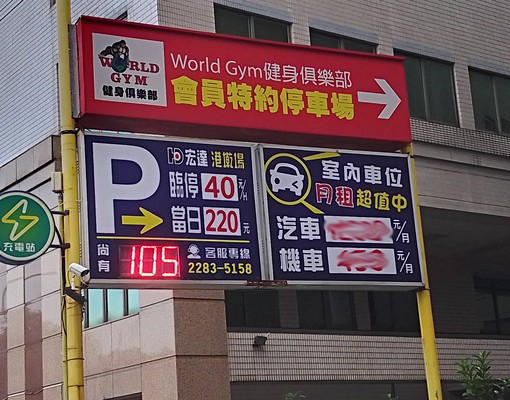 WORLD
GYM
健身俱樂部
World Gym健身俱樂部
會員特約停車場
P
宏達 港墘場
臨停 40 元/H
當日 220 元
尚有 105
客服專線
2283-5158
室內車位
月租 超值中
汽車 元/月
機車 元/月
充電站